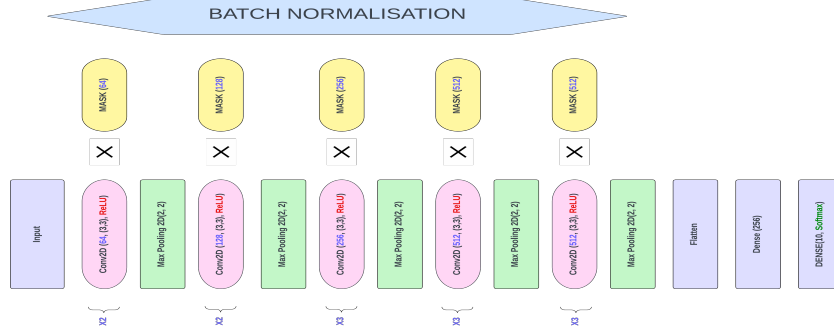 BATCH NORMALISATION
MASK (64)
MASK (128)
MASK (256)
MASK (512)
MASK (512)
Input
Conv2D (64, (3,3), ReLU)
Max Pooling 2D(2, 2)
Conv2D (128, (3,3), ReLU)
Max Pooling 2D(2, 2)
Conv2D (256, (3,3), ReLU)
Max Pooling 2D(2, 2)
Conv2D (512, (3,3), ReLU)
Max Pooling 2D(2, 2)
Conv2D (512, (3,3), ReLU)
Max Pooling 2D(2, 2)
Flatten
Dense (256)
DENSE(10, Softmax)
X2
X2
X3
X3
X3